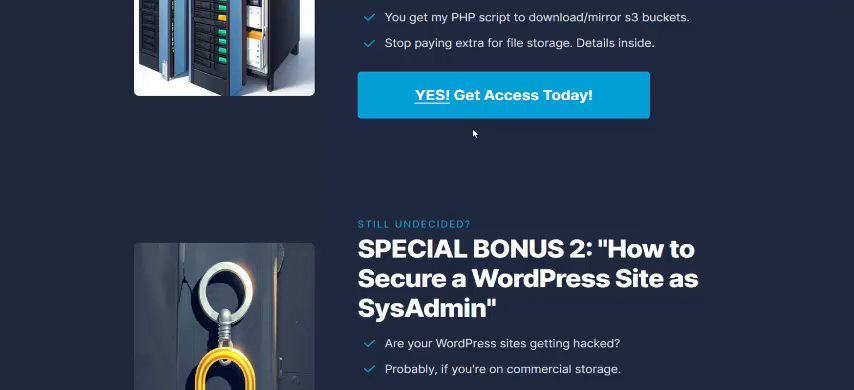 You get my PHP script to download/mirror s3 buckets.
Stop paying extra for file storage. Details inside.
YES! Get Access Today!
STILL UNDECIDED?
SPECIAL BONUS 2: "How to
Secure a WordPress Site as
SysAdmin"
Are your WordPress sites getting hacked?
Probably, if you're on commercial storage.